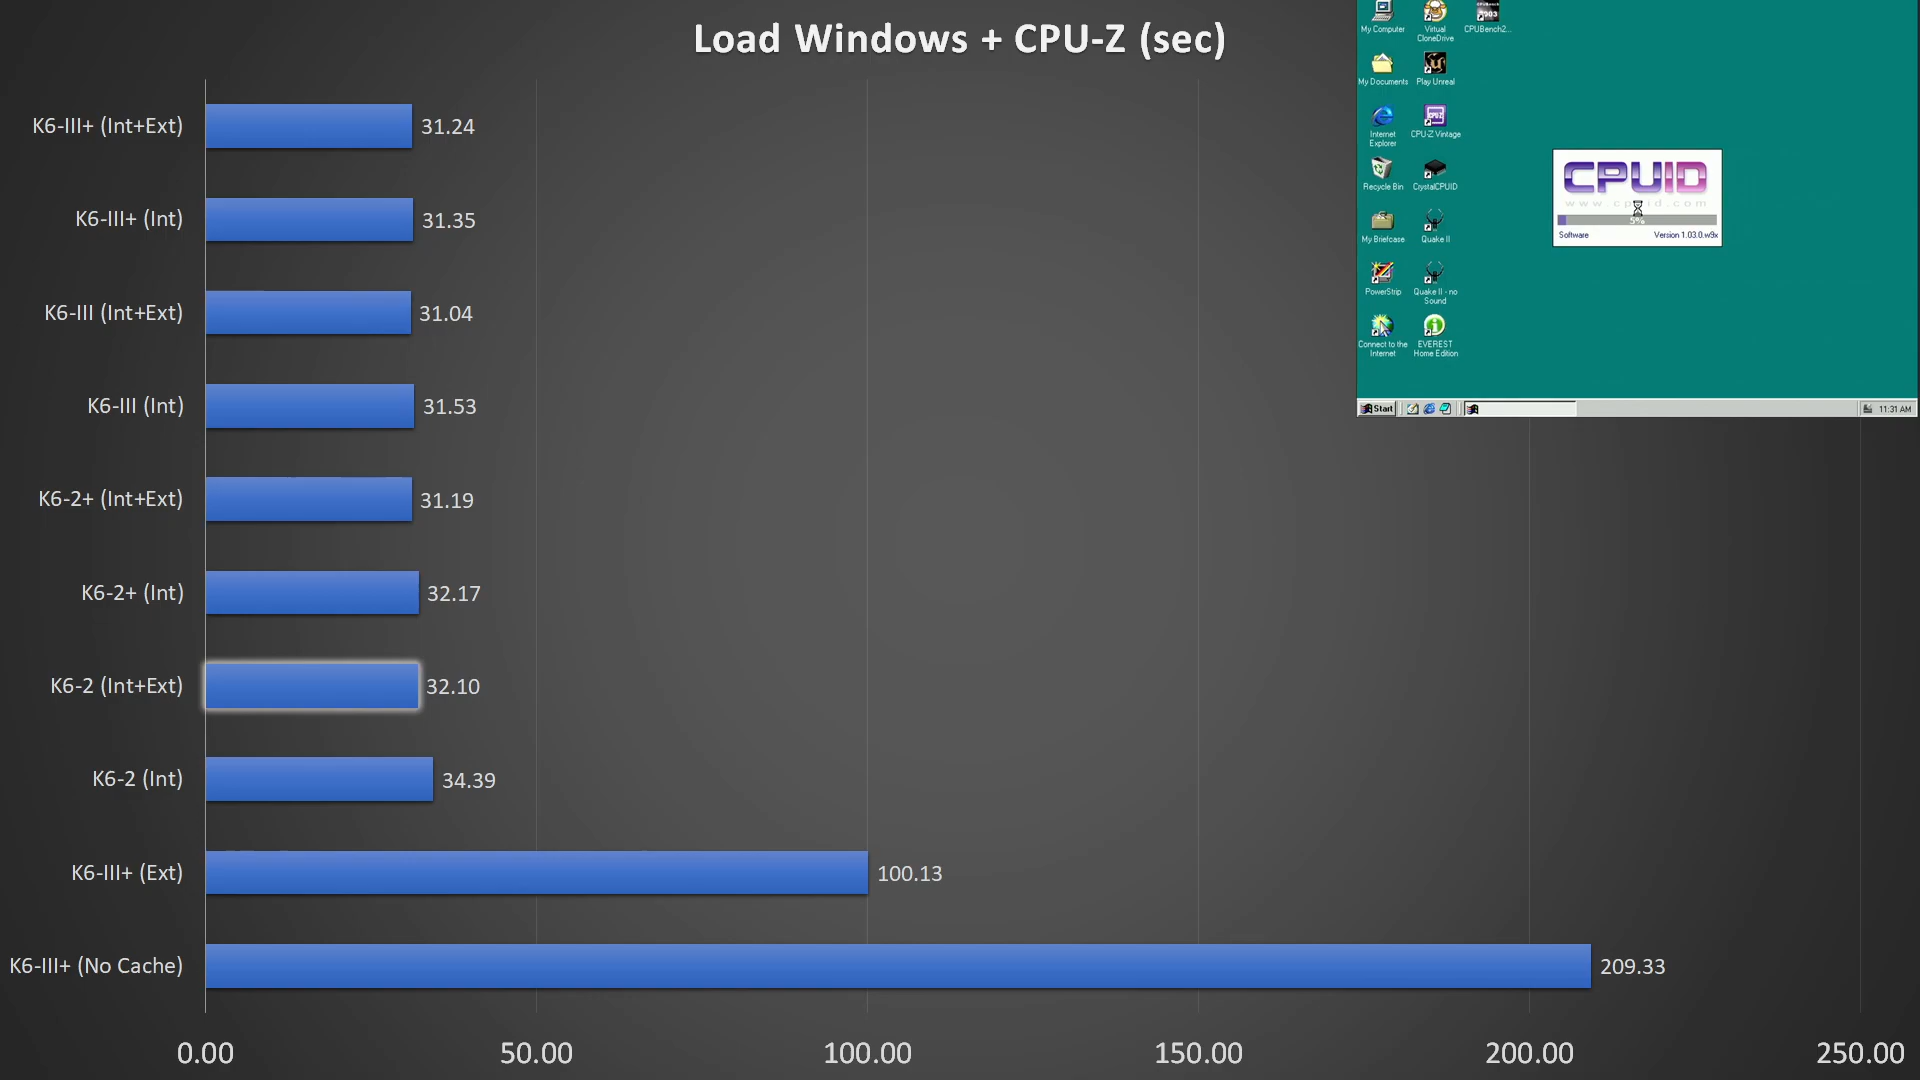 Load Windows + CPU-Z (sec)
K6-III+ (Int+Ext)
31.24
K6-III+ (Int)
31.35
K6-III (Int+Ext)
31.04
K6-III (Int)
31.53
K6-2+ (Int+Ext)
31.19
K6-2+ (Int)
32.17
K6-2 (Int+Ext)
32.10
K6-2 (Int)
34.39
K6-III+ (Ext)
100.13
K6-III+ (No Cache)
209.33
0.00
50.00
100.00
150.00
200.00
250.00
My Computer
Virtual
CloneDrive
CPUBench2...
My Documents
Play Unreal
Internet
Explorer
CPU-Z Vintage
Recycle Bin
CrystalCPUID
My Briefcase
Quake II
PowerStrip
Quake II - no
Sound
Connect to the
Internet
EVEREST
Home Edition
CPUID
www.cpuid.com
5%
Software
Version 1.03.0.w9x
Start
11:31 AM